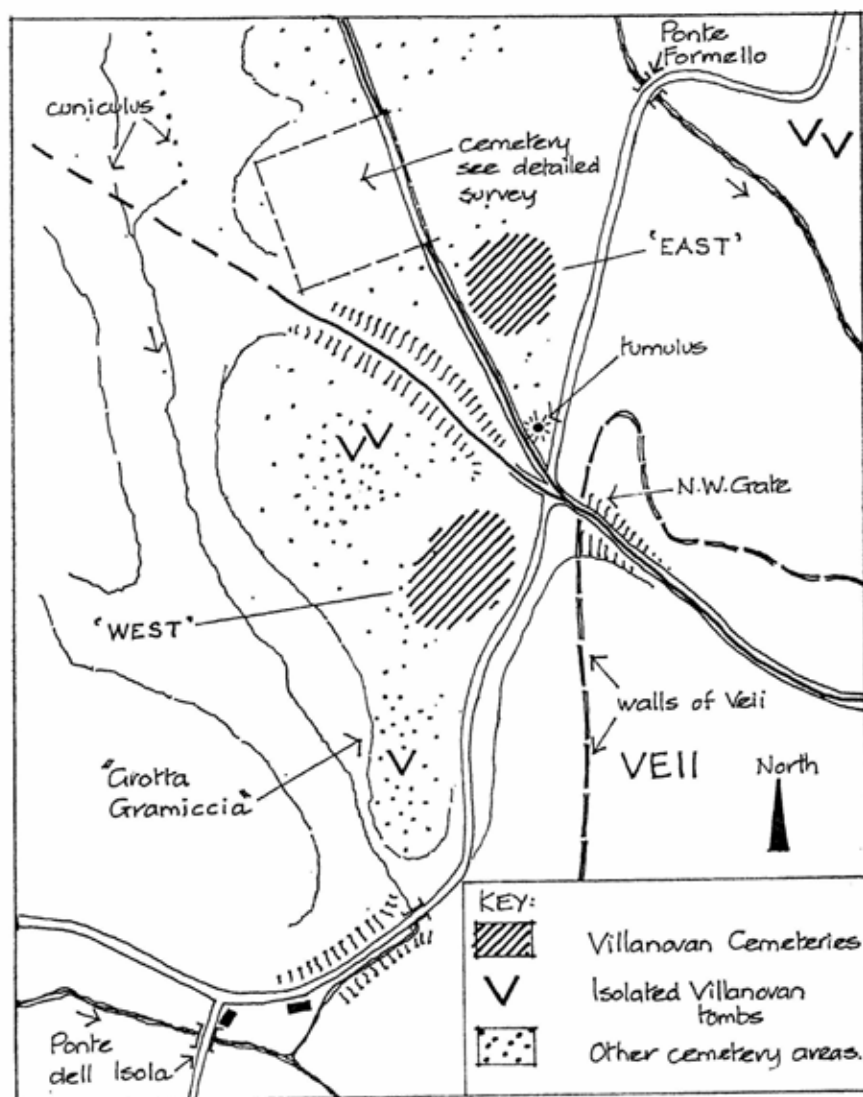 Ponte
Formello
cuniculus
cemetery
see detailed
survey
'EAST'
tumulus
N.W. Gate
'WEST'
walls of Veii
VEII
North
"Grotta
Gramiccia"
KEY:
Villanovan Cemeteries
V
Isolated Villanovan
tombs
Other cemetery areas.
Ponte
dell Isola